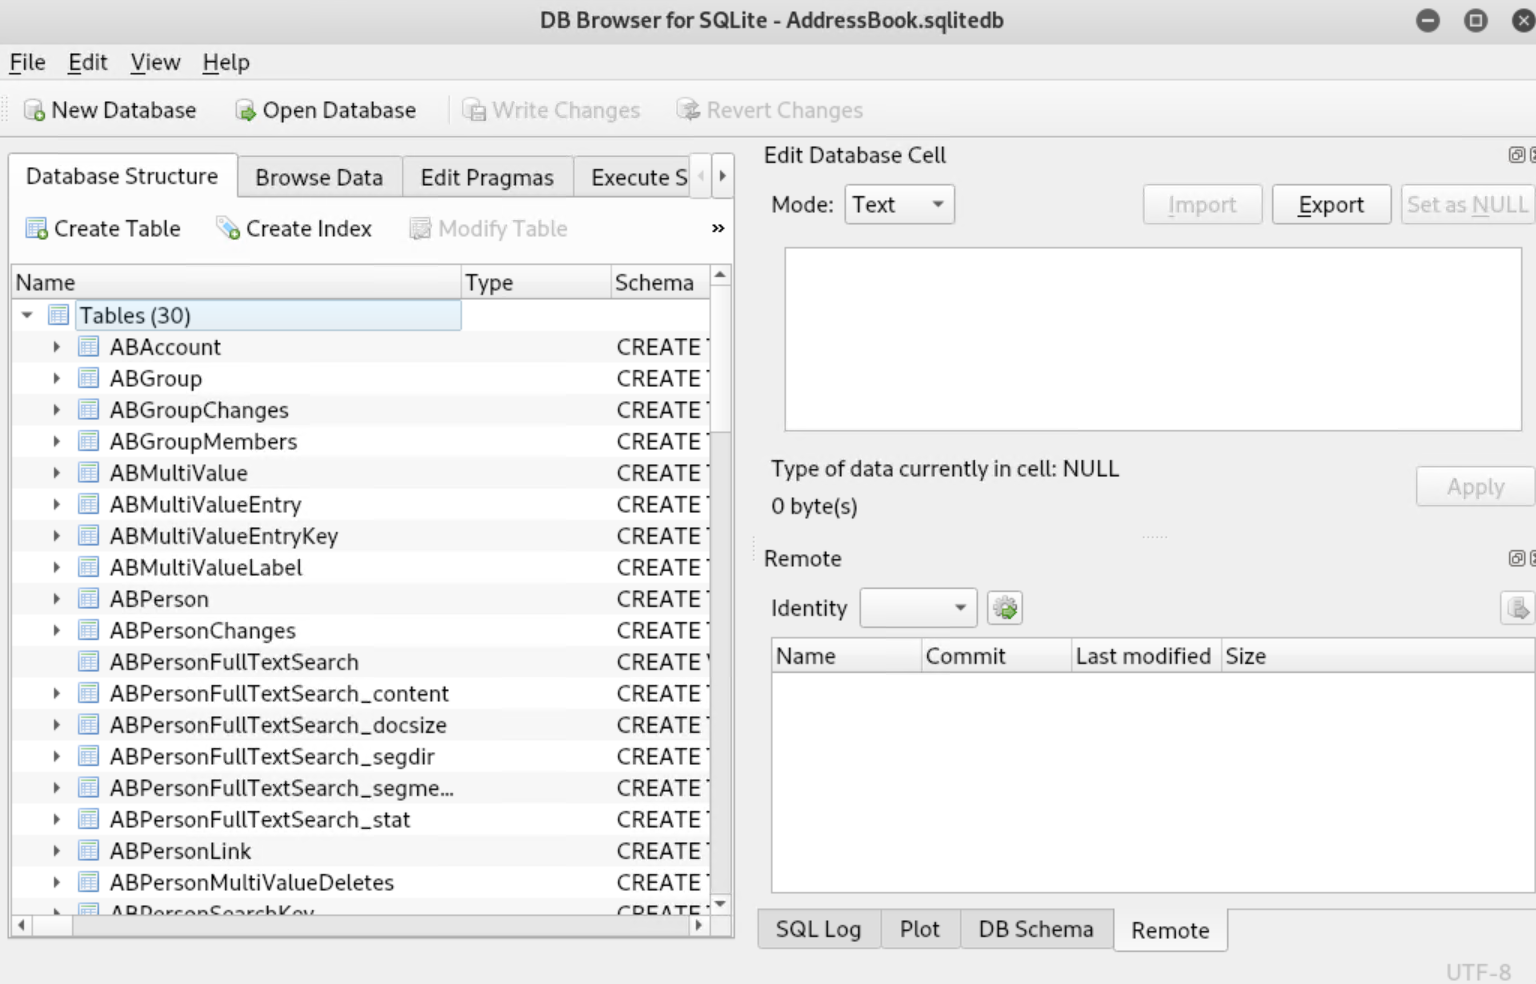 DB Browser for SQLite - AddressBook.sqlitedb
File Edit View Help
New Database Open Database Write Changes Revert Changes
Database Structure Browse Data Edit Pragmas Execute S
Create Table Create Index Modify Table »
Name Type Schema
Tables (30)
ABAccount CREATE
ABGroup CREATE
ABGroupChanges CREATE
ABGroupMembers CREATE
ABMultiValue CREATE
ABMultiValueEntry CREATE
ABMultiValueEntryKey CREATE
ABMultiValueLabel CREATE
ABPerson CREATE
ABPersonChanges CREATE
ABPersonFullTextSearch CREATE
ABPersonFullTextSearch_content CREATE
ABPersonFullTextSearch_docsize CREATE
ABPersonFullTextSearch_segdir CREATE
ABPersonFullTextSearch_segme... CREATE
ABPersonFullTextSearch_stat CREATE
ABPersonLink CREATE
ABPersonMultiValueDeletes CREATE
ABPersonSearchKey CREATE
Edit Database Cell
Mode: Text Import Export Set as NULL
Type of data currently in cell: NULL
0 byte(s)
Apply
Remote
Identity
Name Commit Last modified Size
SQL Log Plot DB Schema Remote
UTF-8